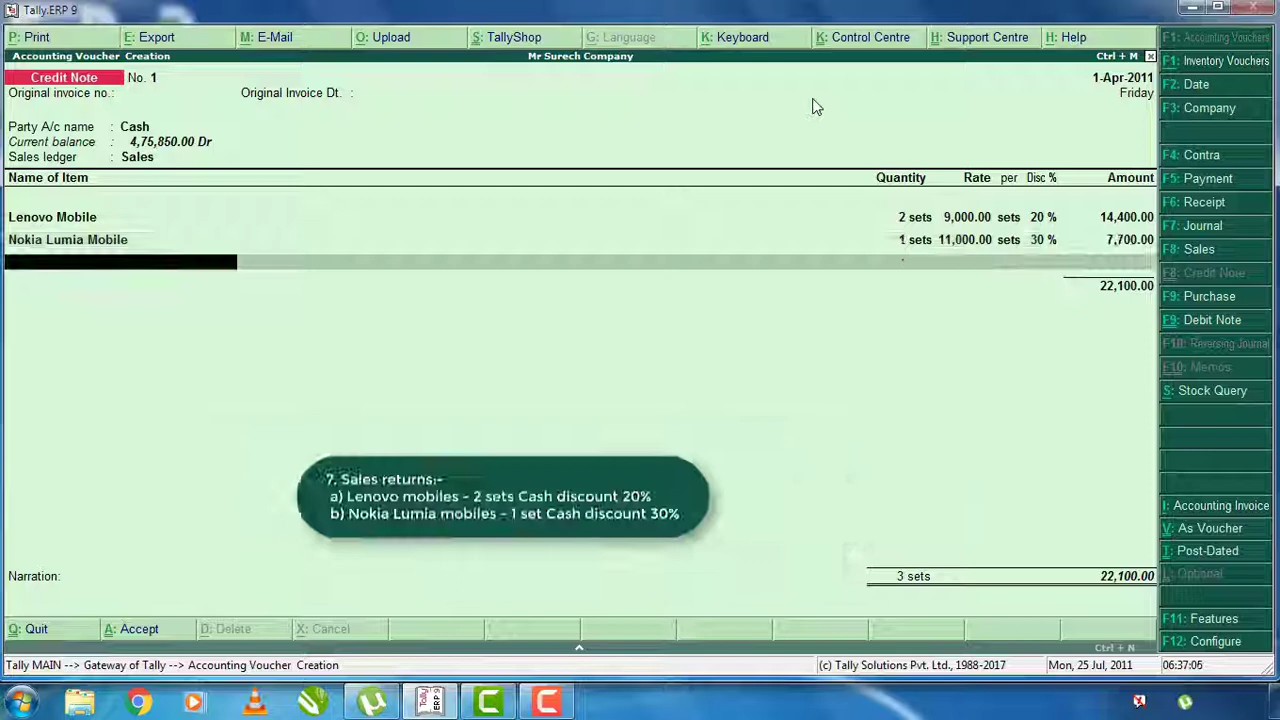 Tally.ERP 9
P: Print E: Export M: E-Mail O: Upload S: TallyShop G: Language K: Keyboard K: Control Centre H: Support Centre H: Help
Accounting Voucher Creation Mr Surech Company Ctrl + M
Credit Note No. 1 1-Apr-2011
Original invoice no.: Original Invoice Dt. : Friday
Party A/c name : Cash
Current balance : 4,75,850.00 Dr
Sales ledger : Sales
Name of Item Quantity Rate per Disc % Amount
Lenovo Mobile 2 sets 9,000.00 sets 20 % 14,400.00
Nokia Lumia Mobile 1 sets 11,000.00 sets 30 % 7,700.00
22,100.00
7. Sales returns:-
a) Lenovo mobiles - 2 sets Cash discount 20%
b) Nokia Lumia mobiles - 1 set Cash discount 30%
Narration: 3 sets 22,100.00
F1: Accounting Vouchers
F1: Inventory Vouchers
F2: Date
F3: Company
F4: Contra
F5: Payment
F6: Receipt
F7: Journal
F8: Sales
F8: Credit Note
F9: Purchase
F9: Debit Note
F10: Reversing Journal
F10: Memos
S: Stock Query
I: Accounting Invoice
V: As Voucher
T: Post-Dated
L: Optional
F11: Features
F12: Configure
Q: Quit A: Accept D: Delete X: Cancel
Ctrl + N
Tally MAIN --> Gateway of Tally --> Accounting Voucher Creation (c) Tally Solutions Pvt. Ltd., 1988-2017 Mon, 25 Jul, 2011 06:37:05